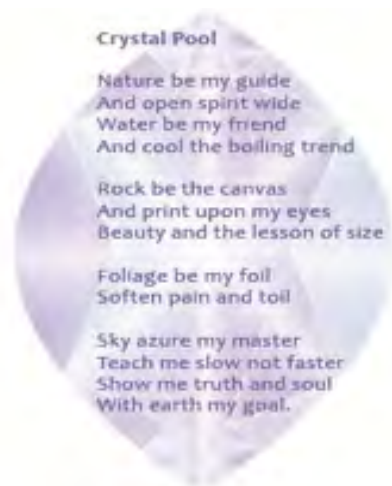 Crystal Pool
Nature be my guide
And open spirit wide
Water be my friend
And cool the boiling trend
Rock be the canvas
And print upon my eyes
Beauty and the lesson of size
Foliage be my foil
Soften pain and toil
Sky azure my master
Teach me slow not faster
Show me truth and soul
With earth my goal.